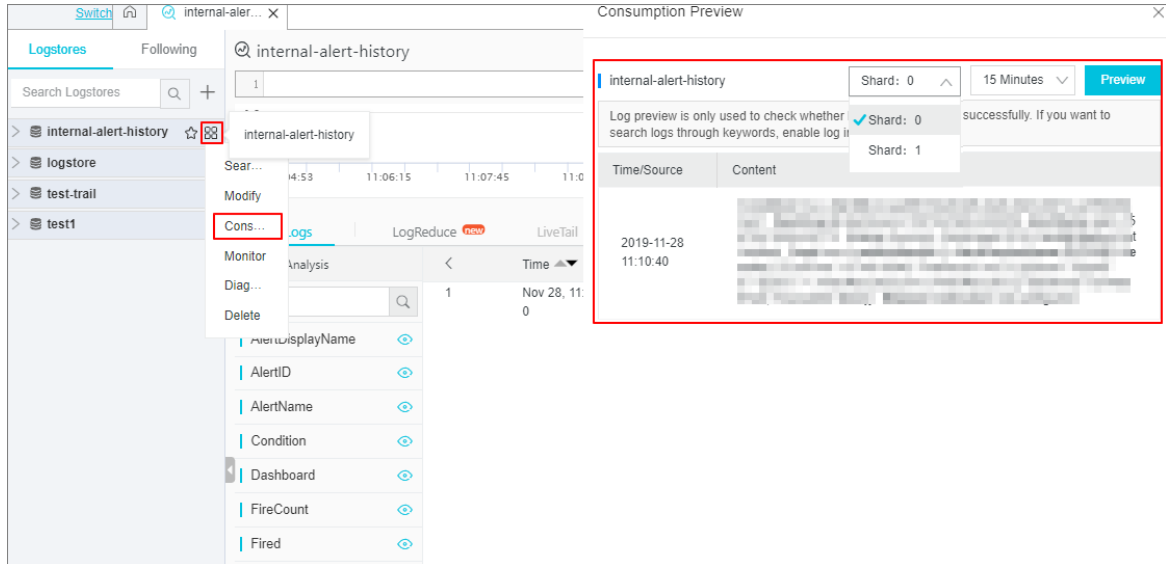 Switch
internal-aler...
Logstores
Following
Search Logstores
internal-alert-history
logstore
test-trail
test1
internal-alert-history
1
internal-alert-history
Sear...
Modify
Cons...
Monitor
Diag...
Delete
4:53
11:06:15
11:07:45
11:0
Logs
LogReduce new
LiveTail
Analysis
Time
1
Nov 28, 11:
0
AlertDisplayName
AlertID
AlertName
Condition
Dashboard
FireCount
Fired
Consumption Preview
internal-alert-history
Shard: 0
15 Minutes
Preview
Shard: 0
Shard: 1
Log preview is only used to check whether
successfully. If you want to
search logs through keywords, enable log in
Time/Source
Content
2019-11-28
11:10:40